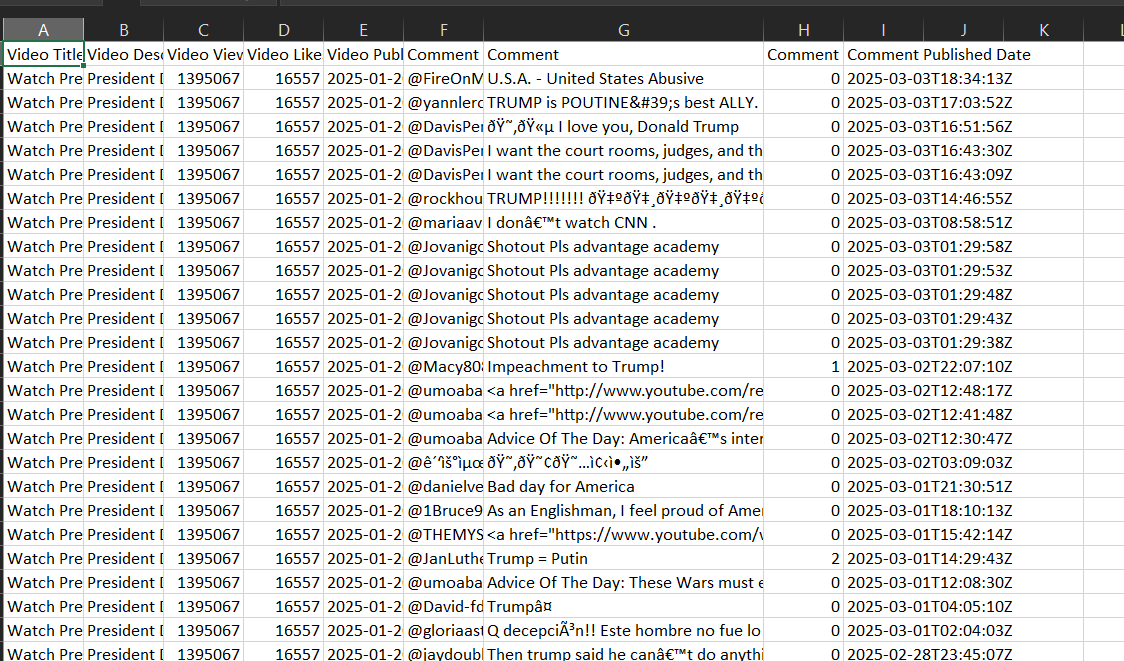 A B C D E F G H I J K L
Video Title Video Desc Video View Video Like Video Publ Comment Comment Comment Comment Published Date
Watch Pre President D 1395067 16557 2025-01-2 @FireOnM U.S.A. - United States Abusive 0 2025-03-03T18:34:13Z
Watch Pre President D 1395067 16557 2025-01-2 @yannlero TRUMP is POUTINE&#39;s best ALLY. 0 2025-03-03T17:03:52Z
Watch Pre President D 1395067 16557 2025-01-2 @DavisPer ðŸ˜‚ðŸ«µ I love you, Donald Trump 0 2025-03-03T16:51:56Z
Watch Pre President D 1395067 16557 2025-01-2 @DavisPer I want the court rooms, judges, and th 0 2025-03-03T16:43:30Z
Watch Pre President D 1395067 16557 2025-01-2 @DavisPer I want the court rooms, judges, and th 0 2025-03-03T16:43:09Z
Watch Pre President D 1395067 16557 2025-01-2 @rockhou TRUMP!!!!!!! ðŸ‡ºðŸ‡¸ðŸ‡ºðŸ‡¸ðŸ‡º 0 2025-03-03T14:46:55Z
Watch Pre President D 1395067 16557 2025-01-2 @mariaav I donâ€™t watch CNN . 0 2025-03-03T08:58:51Z
Watch Pre President D 1395067 16557 2025-01-2 @Jovanigo Shotout Pls advantage academy 0 2025-03-03T01:29:58Z
Watch Pre President D 1395067 16557 2025-01-2 @Jovanigo Shotout Pls advantage academy 0 2025-03-03T01:29:53Z
Watch Pre President D 1395067 16557 2025-01-2 @Jovanigo Shotout Pls advantage academy 0 2025-03-03T01:29:48Z
Watch Pre President D 1395067 16557 2025-01-2 @Jovanigo Shotout Pls advantage academy 0 2025-03-03T01:29:43Z
Watch Pre President D 1395067 16557 2025-01-2 @Jovanigo Shotout Pls advantage academy 0 2025-03-03T01:29:38Z
Watch Pre President D 1395067 16557 2025-01-2 @Macy808 Impeachment to Trump! 1 2025-03-02T22:07:10Z
Watch Pre President D 1395067 16557 2025-01-2 @umoaba <a href="http://www.youtube.com/re 0 2025-03-02T12:48:17Z
Watch Pre President D 1395067 16557 2025-01-2 @umoaba <a href="http://www.youtube.com/re 0 2025-03-02T12:41:48Z
Watch Pre President D 1395067 16557 2025-01-2 @umoaba Advice Of The Day: Americaâ€™s inter 0 2025-03-02T12:30:47Z
Watch Pre President D 1395067 16557 2025-01-2 0 2025-03-02T03:09:03Z
Watch Pre President D 1395067 16557 2025-01-2 @danielve Bad day for America 0 2025-03-01T21:30:51Z
Watch Pre President D 1395067 16557 2025-01-2 @1Bruce9 As an Englishman, I feel proud of Amer 0 2025-03-01T18:10:13Z
Watch Pre President D 1395067 16557 2025-01-2 @THEMYS <a href="https://www.youtube.com/w 0 2025-03-01T15:42:14Z
Watch Pre President D 1395067 16557 2025-01-2 @JanLuthe Trump = Putin 2 2025-03-01T14:29:43Z
Watch Pre President D 1395067 16557 2025-01-2 @umoaba Advice Of The Day: These Wars must e 0 2025-03-01T12:08:30Z
Watch Pre President D 1395067 16557 2025-01-2 @David-fd Trumpâ¤ 0 2025-03-01T04:05:10Z
Watch Pre President D 1395067 16557 2025-01-2 @gloriaast Q decepciÃ³n!! Este hombre no fue lo 0 2025-03-01T02:04:03Z
Watch Pre President D 1395067 16557 2025-01-2 @jaydoubl Then trump said he canâ€™t do anythi 0 2025-02-28T23:45:07Z